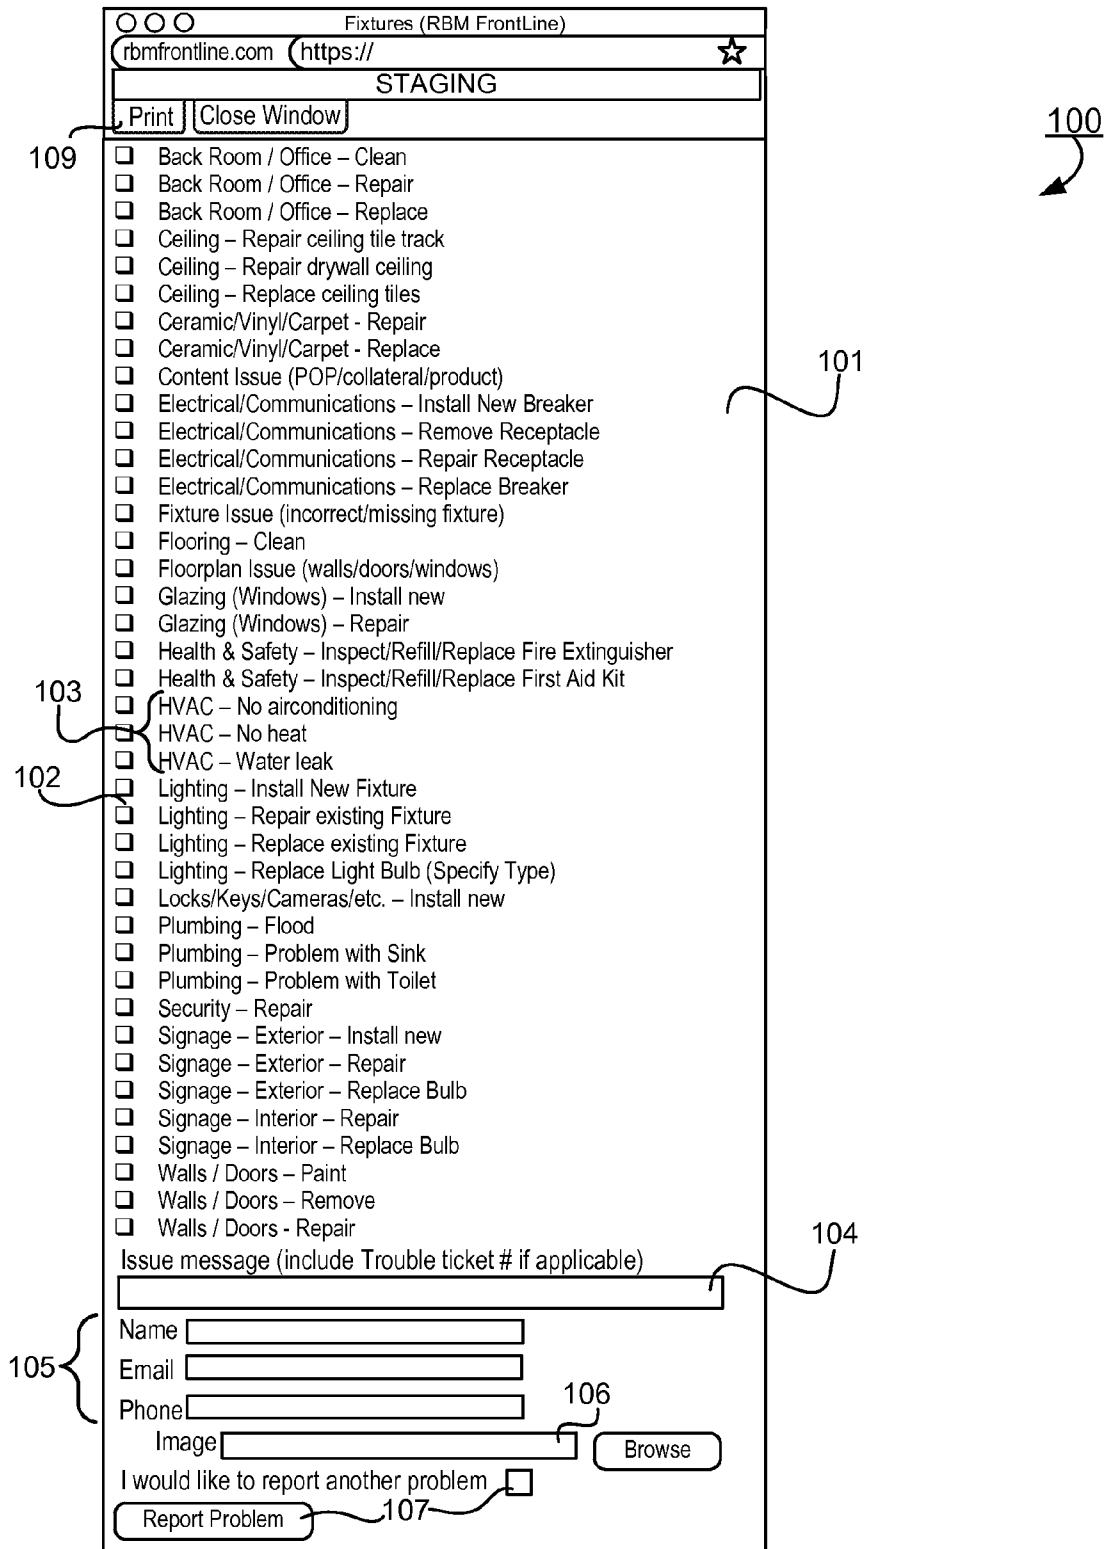 Fixtures (RBM FrontLine)
rbmfrontline.com https://
STAGING
Print Close Window
100
109
Back Room / Office – Clean
Back Room / Office – Repair
Back Room / Office – Replace
Ceiling – Repair ceiling tile track
Ceiling – Repair drywall ceiling
Ceiling – Replace ceiling tiles
Ceramic/Vinyl/Carpet - Repair
Ceramic/Vinyl/Carpet - Replace
101
Content Issue (POP/collateral/product)
Electrical/Communications – Install New Breaker
Electrical/Communications – Remove Receptacle
Electrical/Communications – Repair Receptacle
Electrical/Communications – Replace Breaker
Fixture Issue (incorrect/missing fixture)
Flooring – Clean
Floorplan Issue (walls/doors/windows)
Glazing (Windows) – Install new
Glazing (Windows) – Repair
Health & Safety – Inspect/Refill/Replace Fire Extinguisher
Health & Safety – Inspect/Refill/Replace First Aid Kit
103
HVAC – No airconditioning
HVAC – No heat
HVAC – Water leak
102
Lighting – Install New Fixture
Lighting – Repair existing Fixture
Lighting – Replace existing Fixture
Lighting – Replace Light Bulb (Specify Type)
Locks/Keys/Cameras/etc. – Install new
Plumbing – Flood
Plumbing – Problem with Sink
Plumbing – Problem with Toilet
Security – Repair
Signage – Exterior – Install new
Signage – Exterior – Repair
Signage – Exterior – Replace Bulb
Signage – Interior – Repair
Signage – Interior – Replace Bulb
Walls / Doors – Paint
Walls / Doors – Remove
Walls / Doors - Repair
104
Issue message (include Trouble ticket # if applicable)
Name
105
Email
Phone
106
Image Browse
I would like to report another problem
Report Problem
107